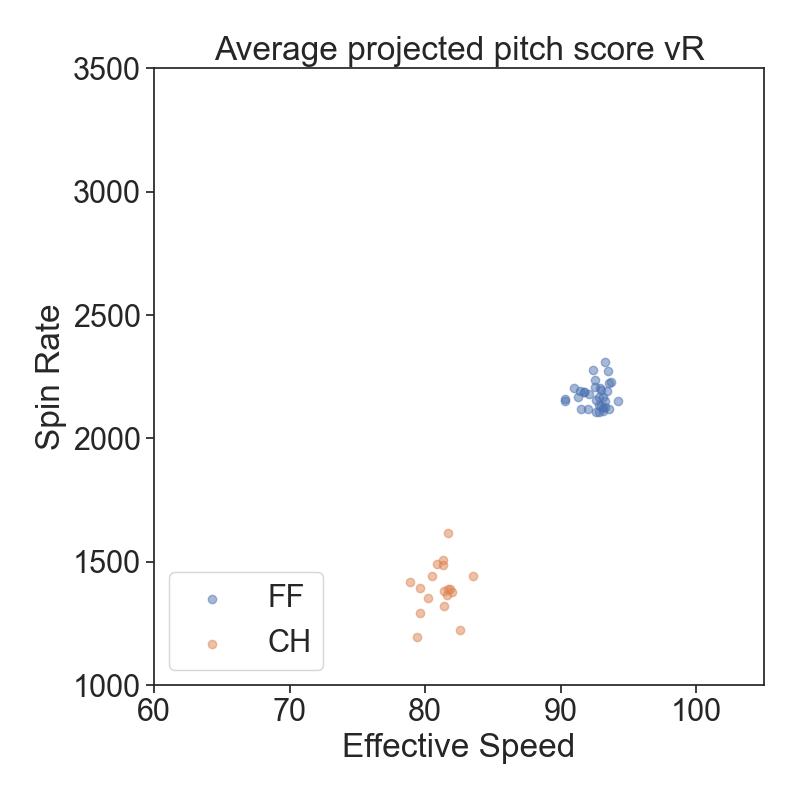 Average projected pitch score vR
3500
3000
2500
2000
1500
1000
Spin Rate
FF
CH
60 70 80 90 100
Effective Speed